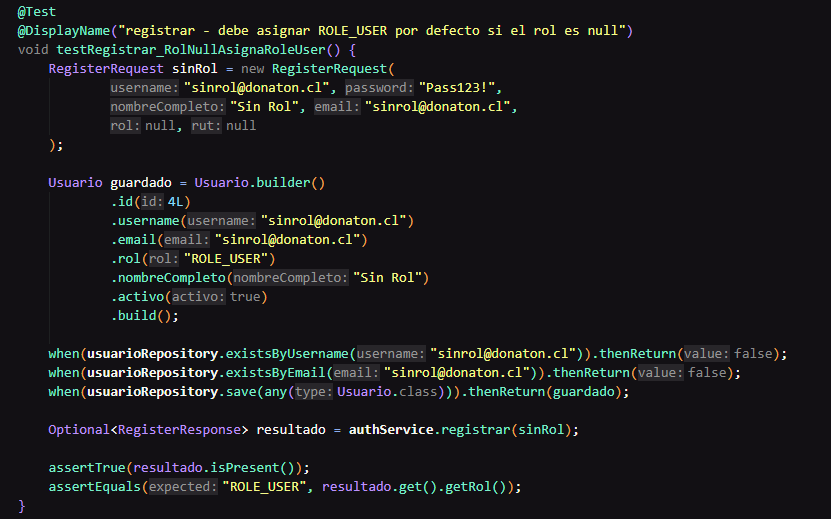 @Test
@DisplayName("registrar - debe asignar ROLE_USER por defecto si el rol es null")
void testRegistrar_RolNullAsignaRoleUser() {
    RegisterRequest sinRol = new RegisterRequest(
            username: "sinrol@donaton.cl", password: "Pass123!",
            nombreCompleto: "Sin Rol", email: "sinrol@donaton.cl",
            rol: null, rut: null
    );
    Usuario guardado = Usuario.builder()
            .id(id: 4L)
            .username(username: "sinrol@donaton.cl")
            .email(email: "sinrol@donaton.cl")
            .rol(rol: "ROLE_USER")
            .nombreCompleto(nombreCompleto: "Sin Rol")
            .activo(activo: true)
            .build();
    when(usuarioRepository.existsByUsername(username: "sinrol@donaton.cl")).thenReturn(value: false);
    when(usuarioRepository.existsByEmail(email: "sinrol@donaton.cl")).thenReturn(value: false);
    when(usuarioRepository.save(any(type: Usuario.class))).thenReturn(guardado);
    Optional<RegisterResponse> resultado = authService.registrar(sinRol);
    assertTrue(resultado.isPresent());
    assertEquals(expected: "ROLE_USER", resultado.get().getRol());
}